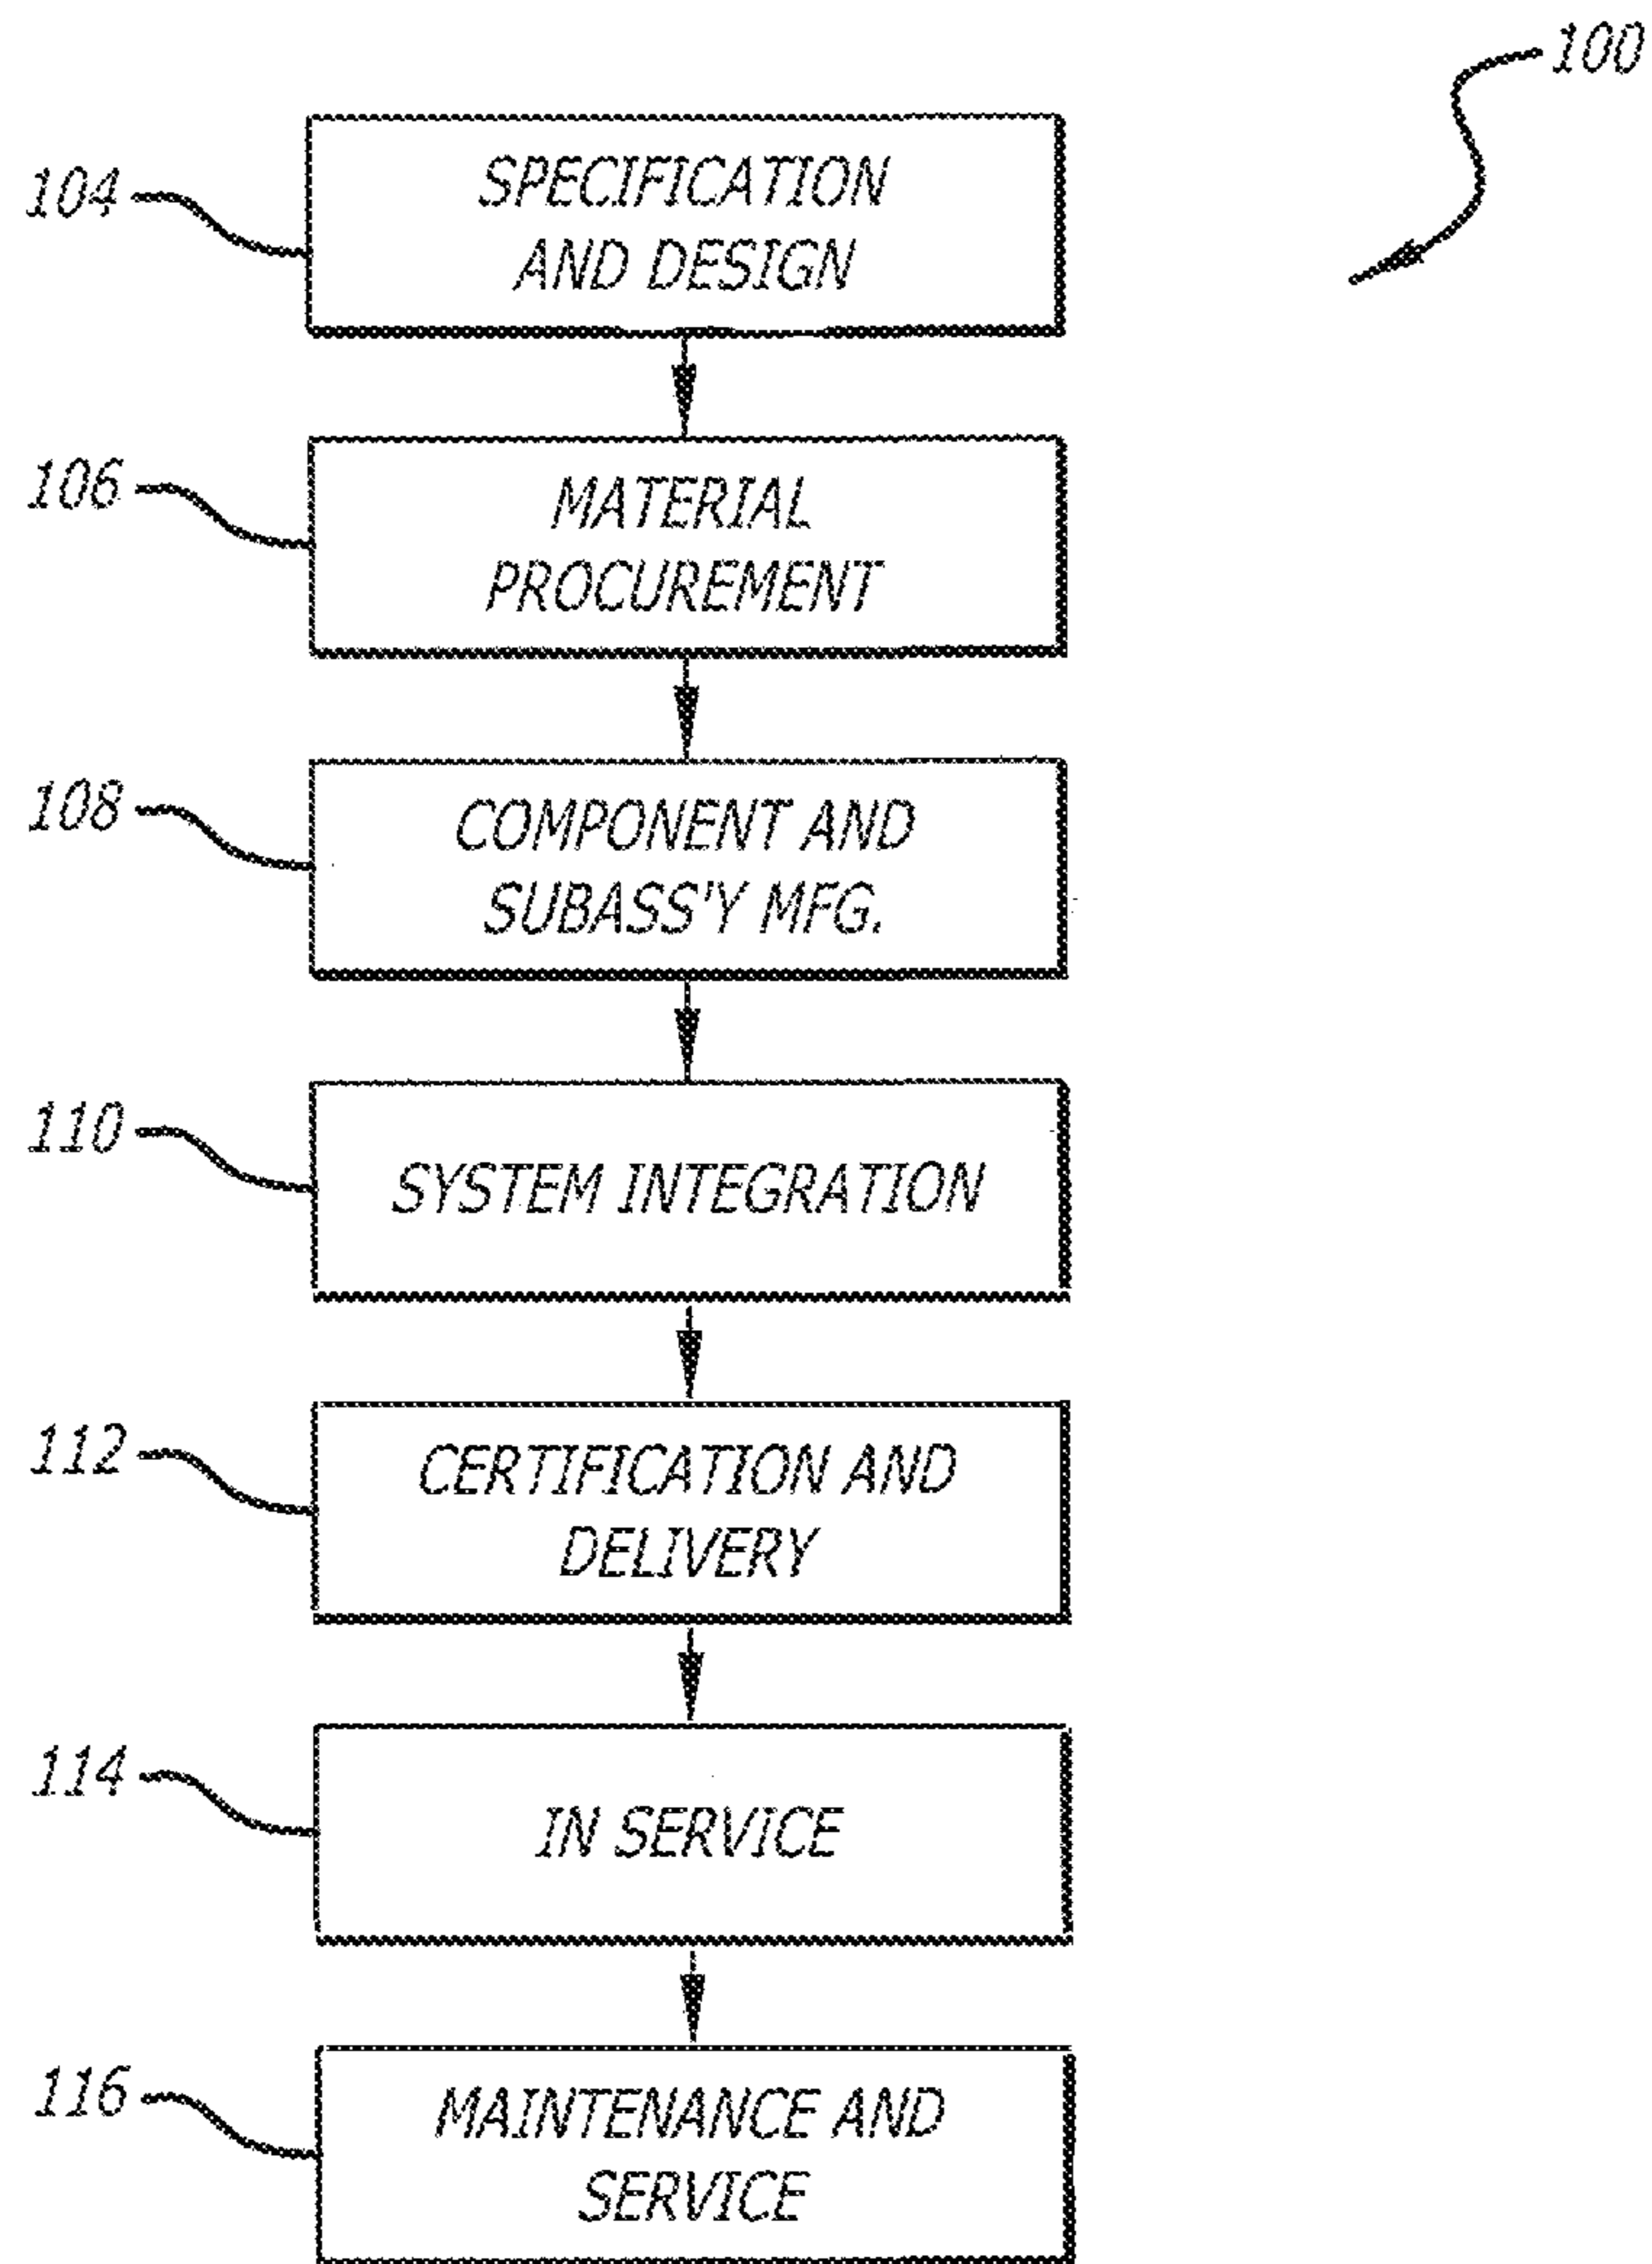 100
104
SPECIFICATION
AND DESIGN
106
MATERIAL
PROCUREMENT
108
COMPONENT AND
SUBASS'Y MFG.
110
SYSTEM INTEGRATION
112
CERTIFICATION AND
DELIVERY
114
IN SERVICE
116
MAINTENANCE AND
SERVICE